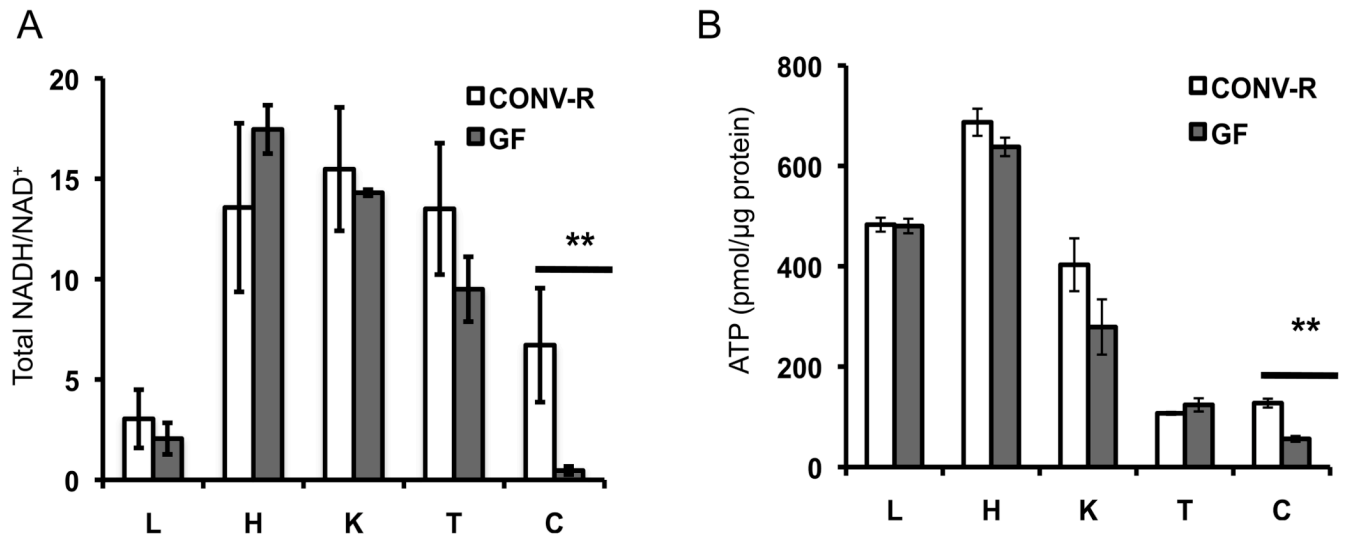 A
Total NADH/NAD⁺
20
15
10
5
0
CONV-R
GF
**
L H K T C
B
ATP (pmol/µg protein)
800
600
400
200
0
CONV-R
GF
**
L H K T C